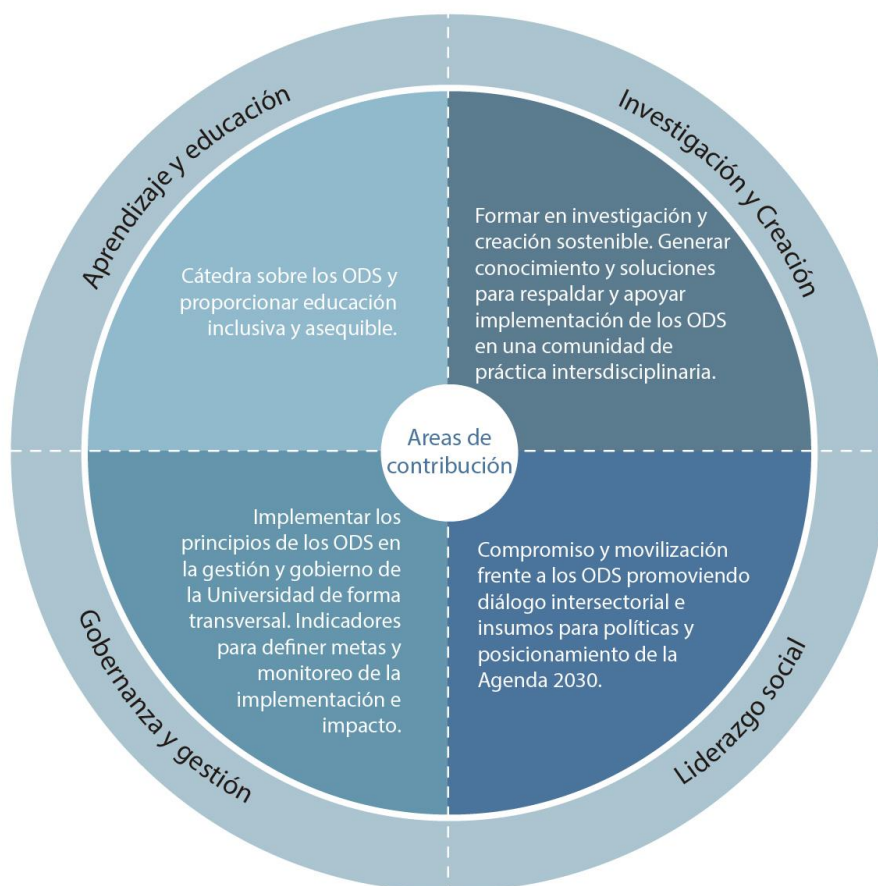 Aprendizaje y educación
Cátedra sobre los ODS y
proporcionar educación
inclusiva y asequible.
Investigación y Creación
Formar en investigación y
creación sostenible. Generar
conocimiento y soluciones
para respaldar y apoyar
implementación de los ODS
en una comunidad de
práctica intersdisciplinaria.
Areas de
contribución
Gobernanza y gestión
Implementar los
principios de los ODS en
la gestión y gobierno de
la Universidad de forma
transversal. Indicadores
para definer metas y
monitoreo de la
implementación e
impacto.
Liderazgo social
Compromiso y movilización
frente a los ODS promoviendo
diálogo intersectorial e
insumos para políticas y
posicionamiento de la
Agenda 2030.